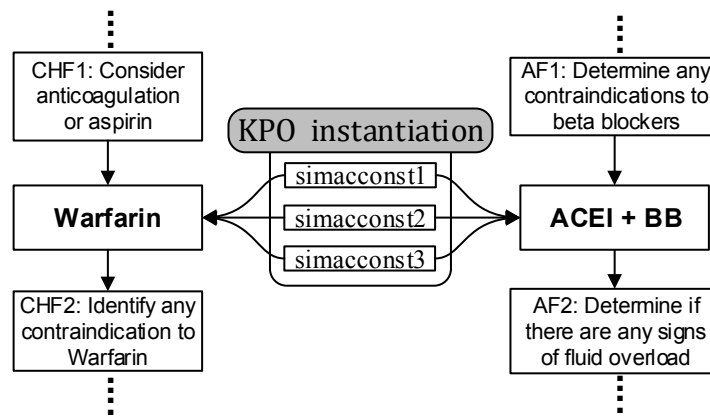 CHF1: Consider
anticoagulation
or aspirin
Warfarin
CHF2: Identify any
contraindication to
Warfarin
KPO instantiation
simacconst1
simacconst2
simacconst3
AF1: Determine any
contraindications to
beta blockers
ACEI + BB
AF2: Determine if
there are any signs
of fluid overload